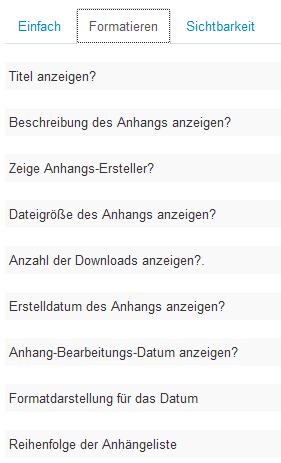 Einfach Formatieren Sichtbarkeit
Titel anzeigen?
Beschreibung des Anhangs anzeigen?
Zeige Anhangs-Ersteller?
Dateigröße des Anhangs anzeigen?
Anzahl der Downloads anzeigen?.
Erstelldatum des Anhangs anzeigen?
Anhang-Bearbeitungs-Datum anzeigen?
Formatdarstellung für das Datum
Reihenfolge der Anhängeliste